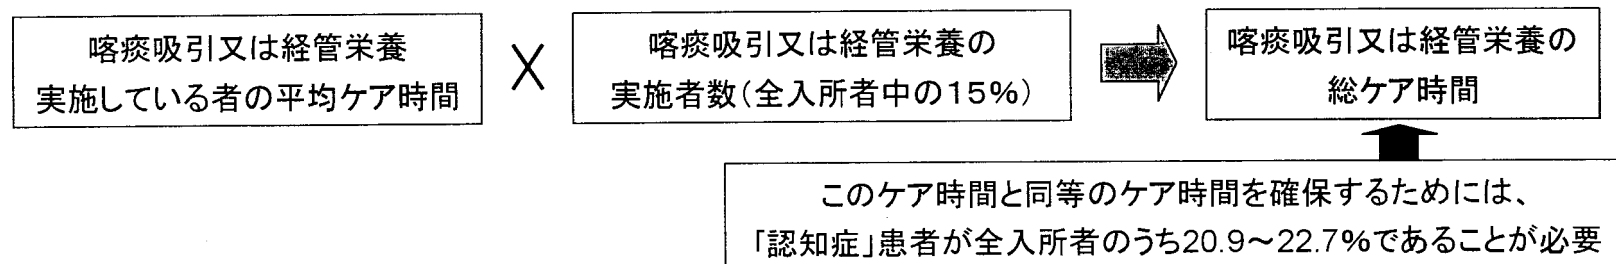 喀痰吸引又は経管栄養
実施している者の平均ケア時間
×
喀痰吸引又は経管栄養の
実施者数(全入所者中の15%)
喀痰吸引又は経管栄養の
総ケア時間
このケア時間と同等のケア時間を確保するためには、
「認知症」患者が全入所者のうち20.9~22.7%であることが必要